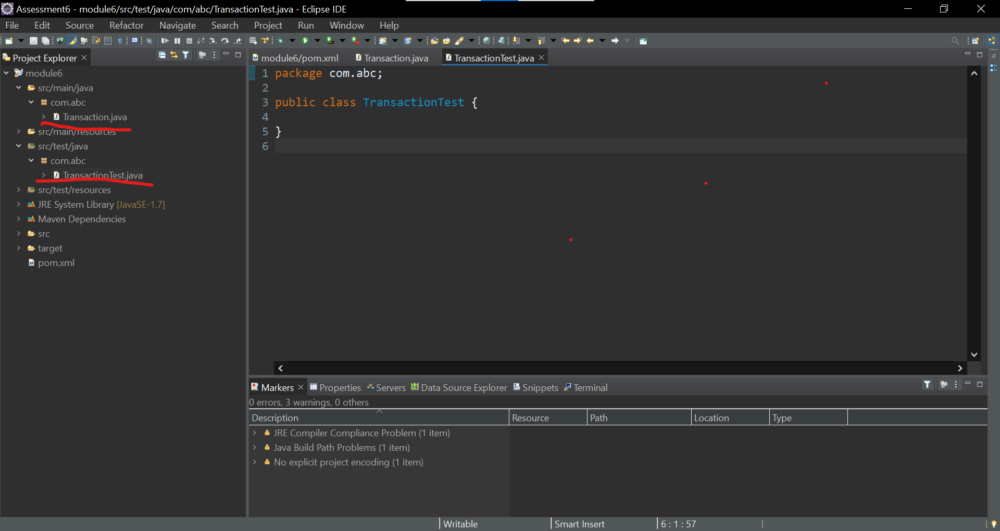 Assessment6 - module6/src/test/java/com/abc/TransactionTest.java - Eclipse IDE
File Edit Source Refactor Navigate Search Project Run Window Help
Project Explorer
module6
src/main/java
com.abc
Transaction.java
src/main/resources
src/test/java
com.abc
TransactionTest.java
src/test/resources
JRE System Library [JavaSE-1.7]
Maven Dependencies
src
target
pom.xml
module6/pom.xml Transaction.java TransactionTest.java
1 package com.abc;
2
3 public class TransactionTest {
4
5 }
6
Markers Properties Servers Data Source Explorer Snippets Terminal
0 errors, 3 warnings, 0 others
Description Resource Path Location Type
JRE Compiler Compliance Problem (1 item)
Java Build Path Problems (1 item)
No explicit project encoding (1 item)
Writable Smart Insert 6 : 1 : 57